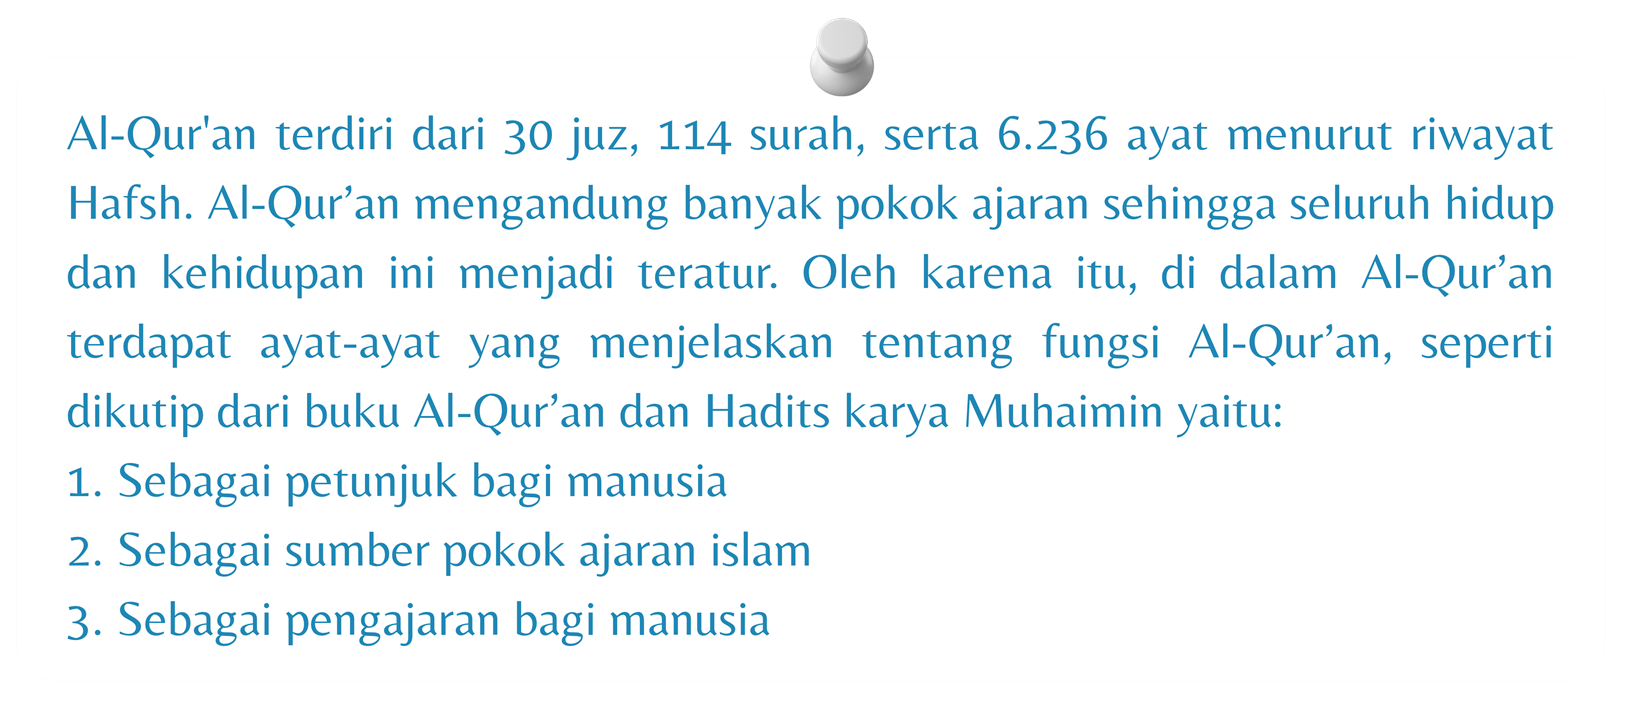 Al-Qur'an terdiri dari 30 juz, 114 surah, serta 6.236 ayat menurut riwayat
Hafsh. Al-Qur’an mengandung banyak pokok ajaran sehingga seluruh hidup
dan kehidupan ini menjadi teratur. Oleh karena itu, di dalam Al-Qur’an
terdapat ayat-ayat yang menjelaskan tentang fungsi Al-Qur’an, seperti
dikutip dari buku Al-Qur’an dan Hadits karya Muhaimin yaitu:
1. Sebagai petunjuk bagi manusia
2. Sebagai sumber pokok ajaran islam
3. Sebagai pengajaran bagi manusia